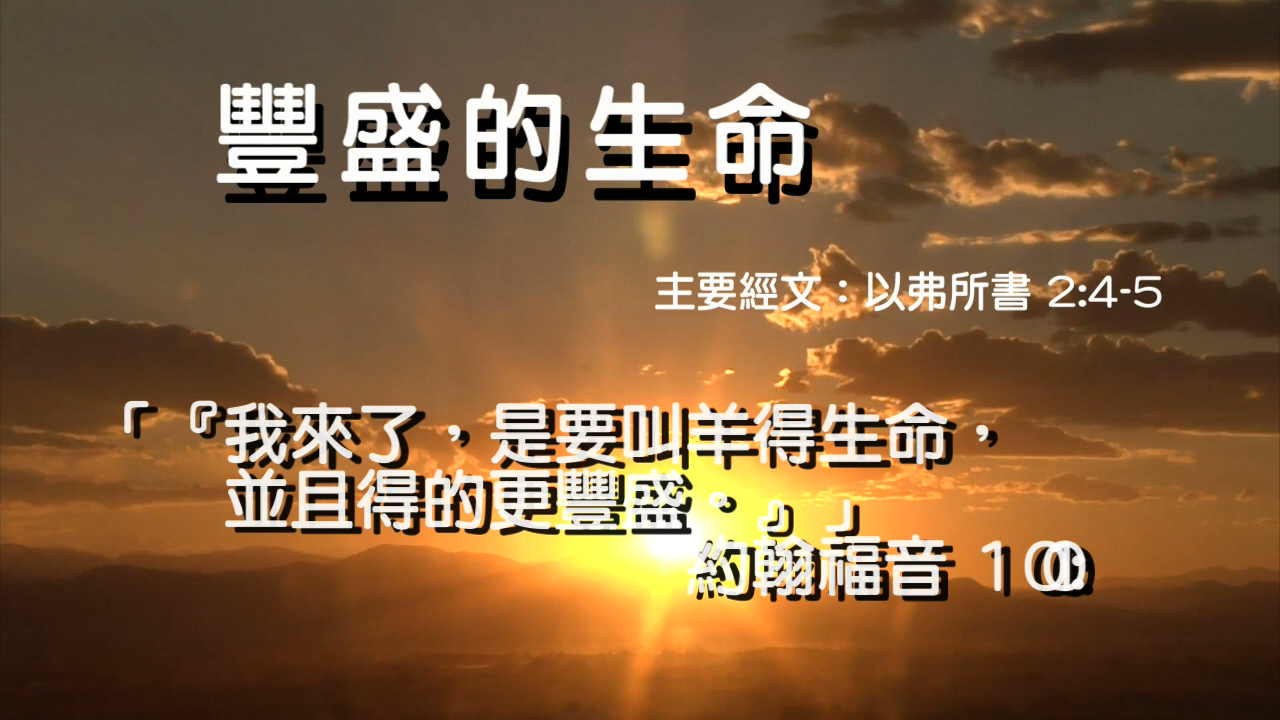 豐盛的生命
主要經文：以弗所書 2:4-5
「『我來了，是要叫羊得生命，
並且得的更豐盛。』」
約翰福音